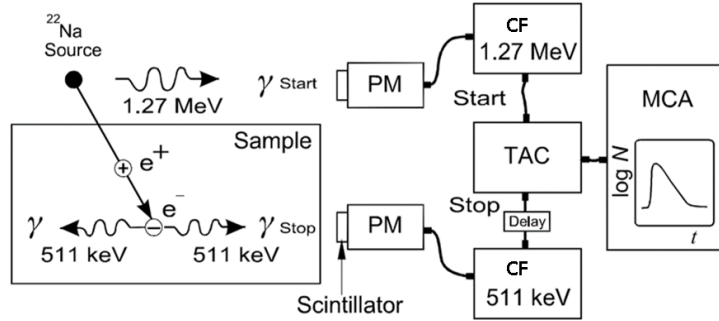 ²²Na
Source
1.27 MeV
γ Start
PM
CF
1.27 MeV
Start
TAC
MCA
log N
t
Sample
e⁺
e⁻
γ
511 keV
511 keV
γ Stop
PM
Stop
Delay
CF
511 keV
Scintillator